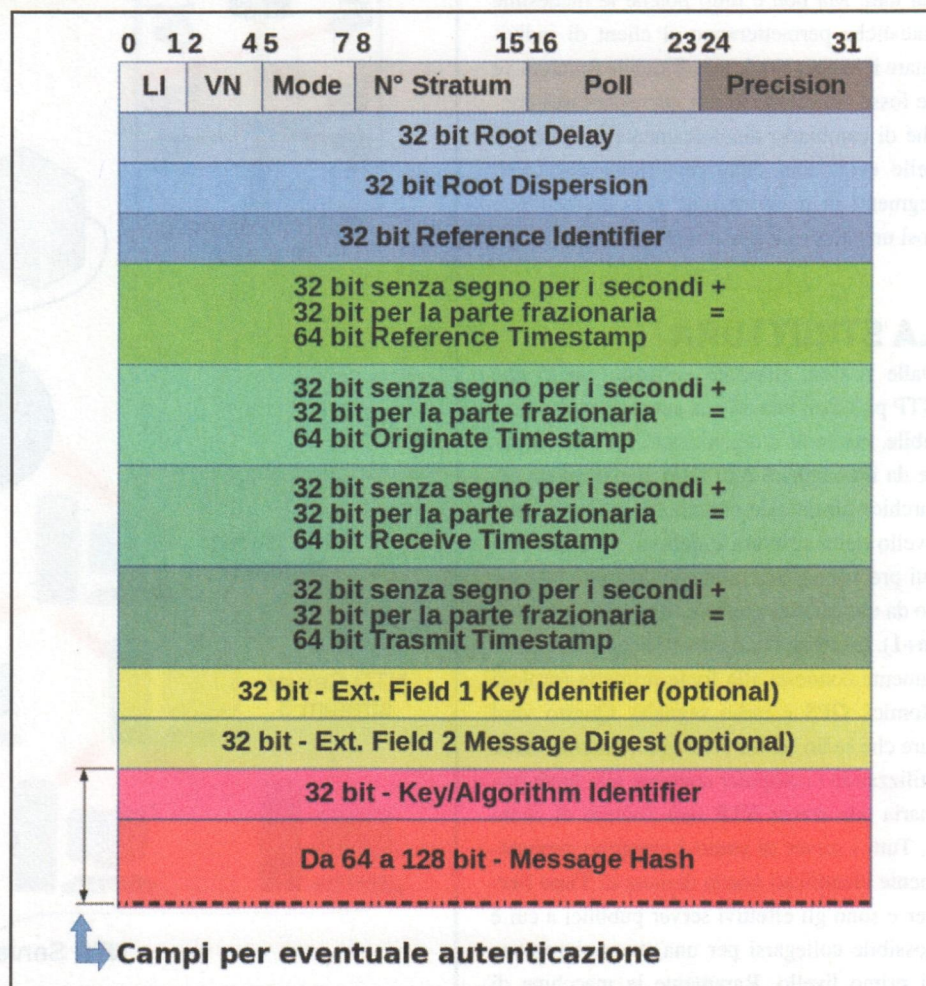 0 1 2 4 5 7 8 15 16 23 24 31
LI VN Mode N° Stratum Poll Precision
32 bit Root Delay
32 bit Root Dispersion
32 bit Reference Identifier
32 bit senza segno per i secondi +
32 bit per la parte frazionaria =
64 bit Reference Timestamp
32 bit senza segno per i secondi +
32 bit per la parte frazionaria =
64 bit Originate Timestamp
32 bit senza segno per i secondi +
32 bit per la parte frazionaria =
64 bit Receive Timestamp
32 bit senza segno per i secondi +
32 bit per la parte frazionaria =
64 bit Trasmit Timestamp
32 bit - Ext. Field 1 Key Identifier (optional)
32 bit - Ext. Field 2 Message Digest (optional)
32 bit - Key/Algorithm Identifier
Da 64 a 128 bit - Message Hash
Campi per eventuale autenticazione